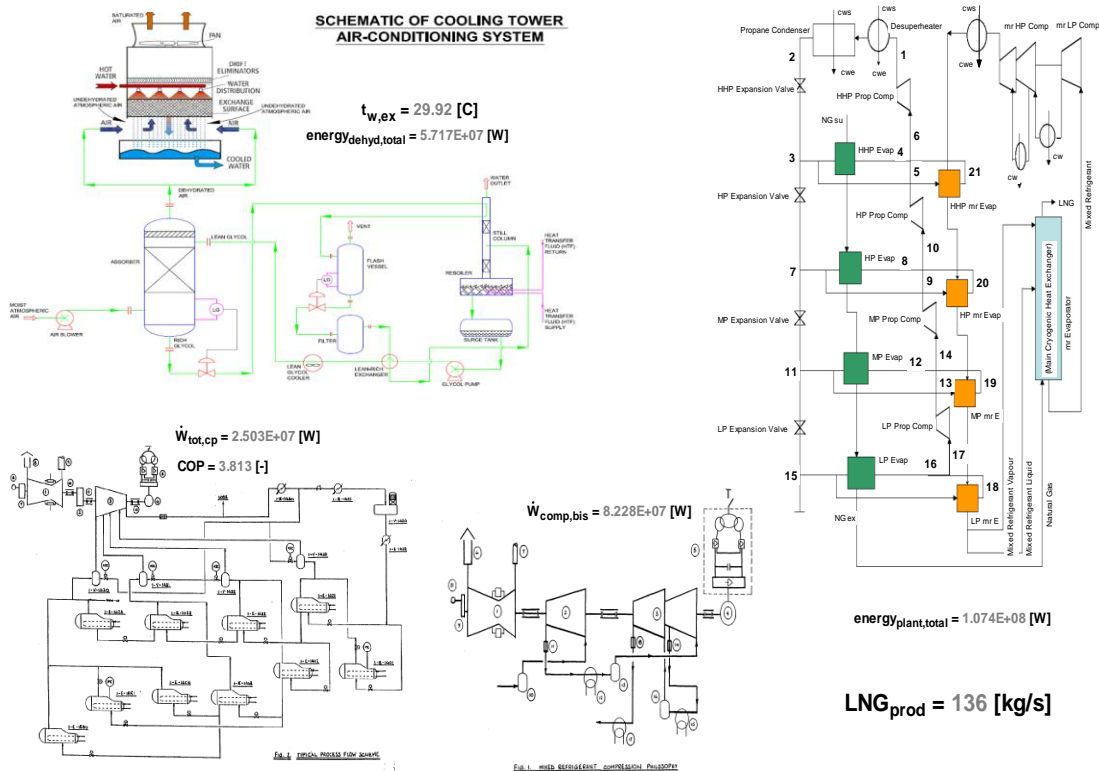 SCHEMATIC OF COOLING TOWER
AIR-CONDITIONING SYSTEM
SATURATED
AIR
FAN
DRIFT
ELIMINATORS
HOT
WATER
WATER
DISTRIBUTION
UNDEHYDRATED
ATMOSPHERIC AIR
EXCHANGE
SURFACE
UNDEHYDRATED
ATMOSPHERIC AIR
AIR
AIR
COOLED
WATER
DEHYDRATED
AIR
t_w,ex = 29.92 [C]
energy_dehyd,total = 5.717E+07 [W]
WATER
OUTLET
LEAN GLYCOL
VENT
STILL
COLUMN
ABSORBER
FLASH
VESSEL
LG
LG
REBOILER
HEAT
TRANSFER
FLUID (HTF)
RETURN
HEAT
TRANSFER
FLUID (HTF)
SUPPLY
MOIST
ATMOSPHERIC
AIR
AIR BLOWER
RICH
GLYCOL
FILTER
SURGE TANK
LEAN
GLYCOL
COOLER
LEAN-RICH
EXCHANGER
GLYCOL PUMP
Ẇ_tot,cp = 2.503E+07 [W]
COP = 3.813 [-]
FIG. 2. TYPICAL PROCESS FLOW SCHEME
Ẇ_comp,bis = 8.228E+07 [W]
FIG. 1. MIXED REFRIGERANT COMPRESSION PHILOSOPHY
cws
cws
cws
Propane Condenser
Desuperheater
mr HP Comp
mr LP Comp
2
1
cwe
cwe
cwe
HHP Expansion Valve
HHP Prop Comp
cw
cw
NG su
6
HHP Evap
4
3
5
21
HHP mr Evap
HP Expansion Valve
HP Prop Comp
LNG
10
HP Evap
8
7
9
20
HP mr Evap
MP Expansion Valve
MP Prop Comp
14
MP Evap
12
11
13
19
MP mr E
LP Expansion Valve
LP Prop Comp
17
LP Evap
16
15
18
LP mr E
NG ex
Mixed Refrigerant Vapour
Mixed Refrigerant Liquid
Natural Gas
(Main Cryogenic Heat Exchanger)
mr Evaporator
Mixed Refrigerant
energy_plant,total = 1.074E+08 [W]
LNG_prod = 136 [kg/s]